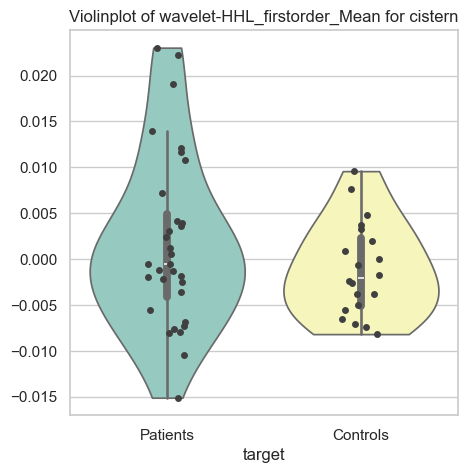 Violinplot of wavelet-HHL_firstorder_Mean for cistern
0.020
0.015
0.010
0.005
0.000
−0.005
−0.010
−0.015
Patients
Controls
target